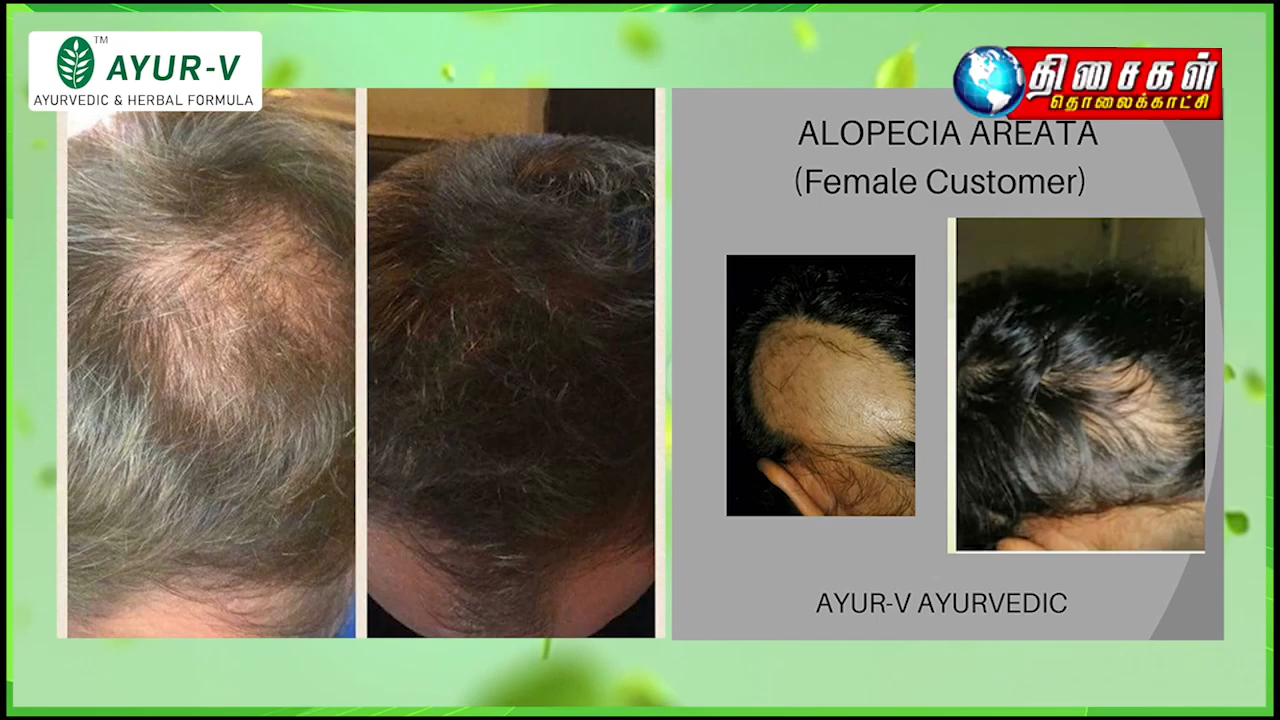 TM
AYUR-V
AYURVEDIC & HERBAL FORMULA
திசைகள்
தொலைக்காட்சி
ALOPECIA AREATA
(Female Customer)
AYUR-V AYURVEDIC